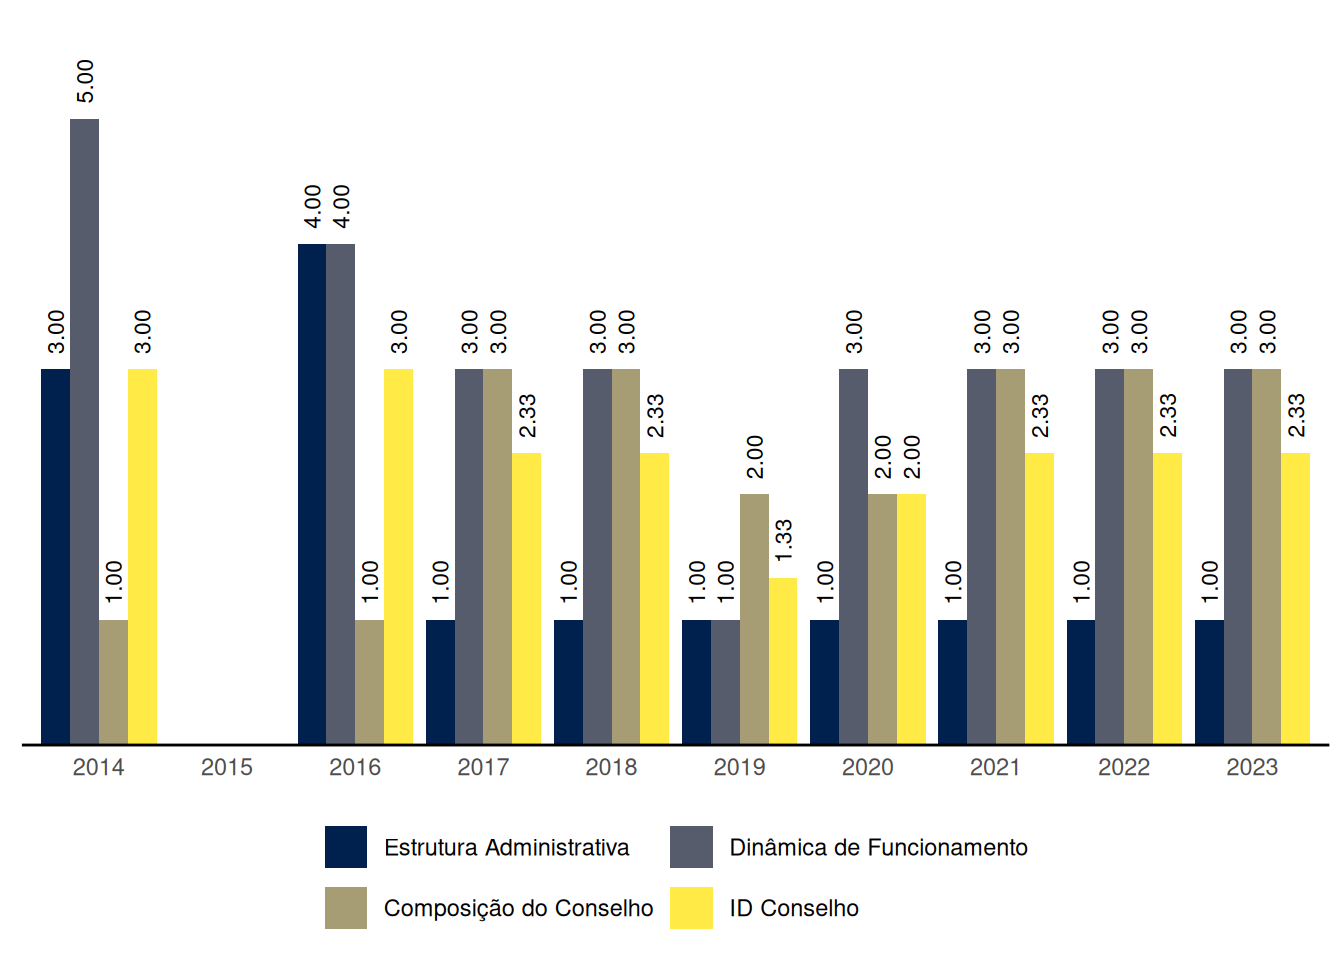 5.00
4.00 4.00
3.00 3.00 3.00 3.00 3.00 3.00 3.00 3.00 3.00 3.00 3.00 3.00 3.00 3.00
2.33 2.33 2.33 2.33 2.33
2.00 2.00 2.00
1.33
1.00 1.00 1.00 1.00 1.00 1.00 1.00 1.00 1.00 1.00
2014 2015 2016 2017 2018 2019 2020 2021 2022 2023
Estrutura Administrativa Dinâmica de Funcionamento
Composição do Conselho ID Conselho